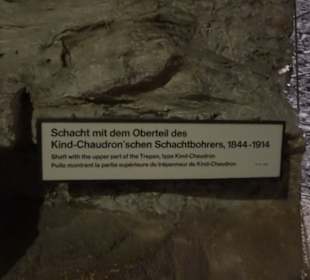 Schacht mit dem Oberteil des
Kind-Chaudron'schen Schachtbohrers, 1844-1914
Shaft with the upper part of the Trepan, type Kind-Chaudron
Puits montrant la partie supérieure du trépanneur de Kind-Chaudron